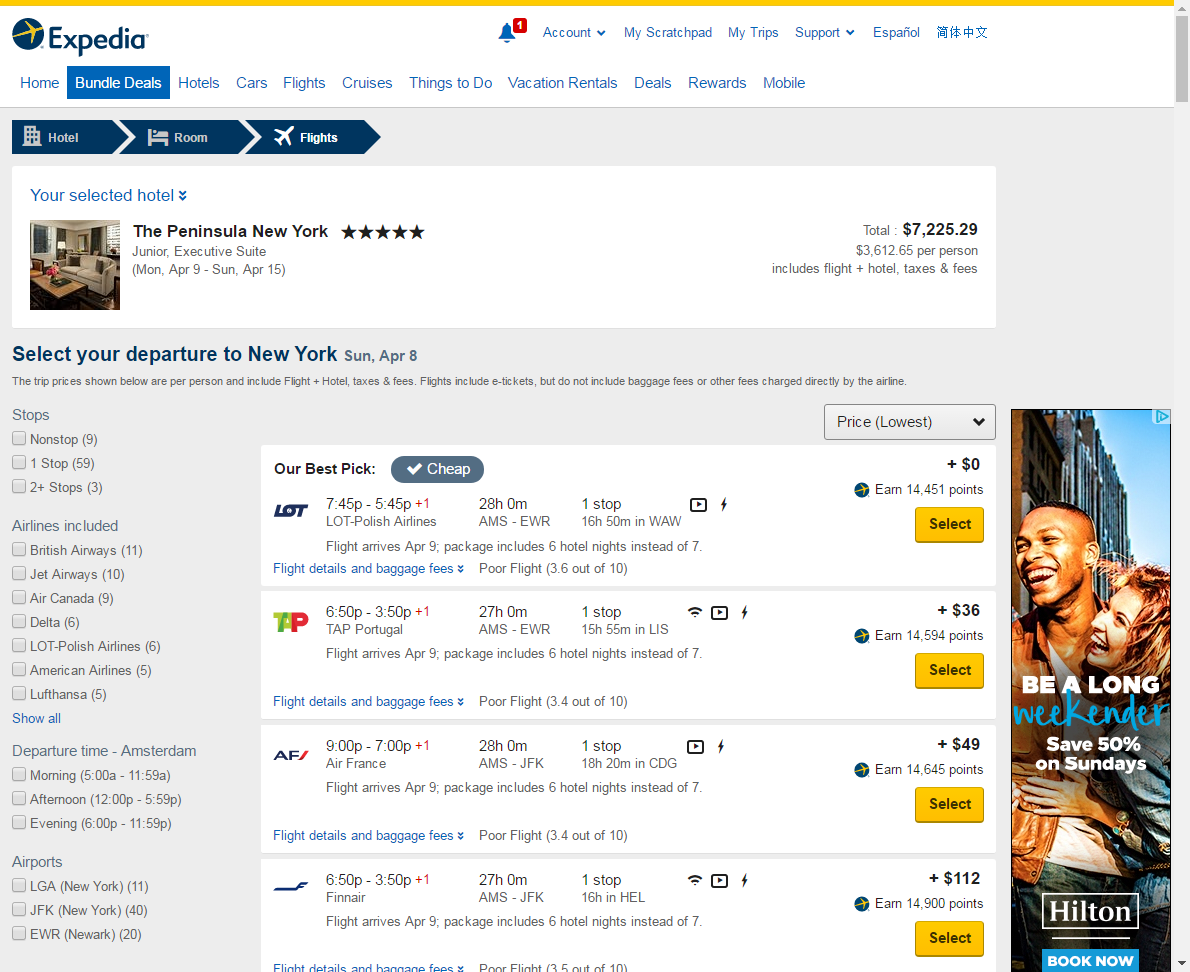 Expedia
1
Account
My Scratchpad
My Trips
Support
Español
简体中文
Home
Bundle Deals
Hotels
Cars
Flights
Cruises
Things to Do
Vacation Rentals
Deals
Rewards
Mobile
Hotel
Room
Flights
Your selected hotel
The Peninsula New York
Junior, Executive Suite
(Mon, Apr 9 - Sun, Apr 15)
Total : $7,225.29
$3,612.65 per person
includes flight + hotel, taxes & fees
Select your departure to New York Sun, Apr 8
The trip prices shown below are per person and include Flight + Hotel, taxes & fees. Flights include e-tickets, but do not include baggage fees or other fees charged directly by the airline.
Stops
Nonstop (9)
1 Stop (59)
2+ Stops (3)
Airlines included
British Airways (11)
Jet Airways (10)
Air Canada (9)
Delta (6)
LOT-Polish Airlines (6)
American Airlines (5)
Lufthansa (5)
Show all
Departure time - Amsterdam
Morning (5:00a - 11:59a)
Afternoon (12:00p - 5:59p)
Evening (6:00p - 11:59p)
Airports
LGA (New York) (11)
JFK (New York) (40)
EWR (Newark) (20)
Price (Lowest)
Our Best Pick: Cheap
+ $0
Earn 14,451 points
Select
LOT
7:45p - 5:45p +1 28h 0m 1 stop
LOT-Polish Airlines AMS - EWR 16h 50m in WAW
Flight arrives Apr 9; package includes 6 hotel nights instead of 7.
Flight details and baggage fees Poor Flight (3.6 out of 10)
TAP
6:50p - 3:50p +1 27h 0m 1 stop
TAP Portugal AMS - EWR 15h 55m in LIS
Flight arrives Apr 9; package includes 6 hotel nights instead of 7.
+ $36
Earn 14,594 points
Select
Flight details and baggage fees Poor Flight (3.4 out of 10)
AF
9:00p - 7:00p +1 28h 0m 1 stop
Air France AMS - JFK 18h 20m in CDG
Flight arrives Apr 9; package includes 6 hotel nights instead of 7.
+ $49
Earn 14,645 points
Select
Flight details and baggage fees Poor Flight (3.4 out of 10)
6:50p - 3:50p +1 27h 0m 1 stop
Finnair AMS - JFK 16h in HEL
Flight arrives Apr 9; package includes 6 hotel nights instead of 7.
+ $112
Earn 14,900 points
Select
Flight details and baggage fees Poor Flight (3.5 out of 10)
BE A LONG
weekender
Save 50%
on Sundays
Hilton
BOOK NOW